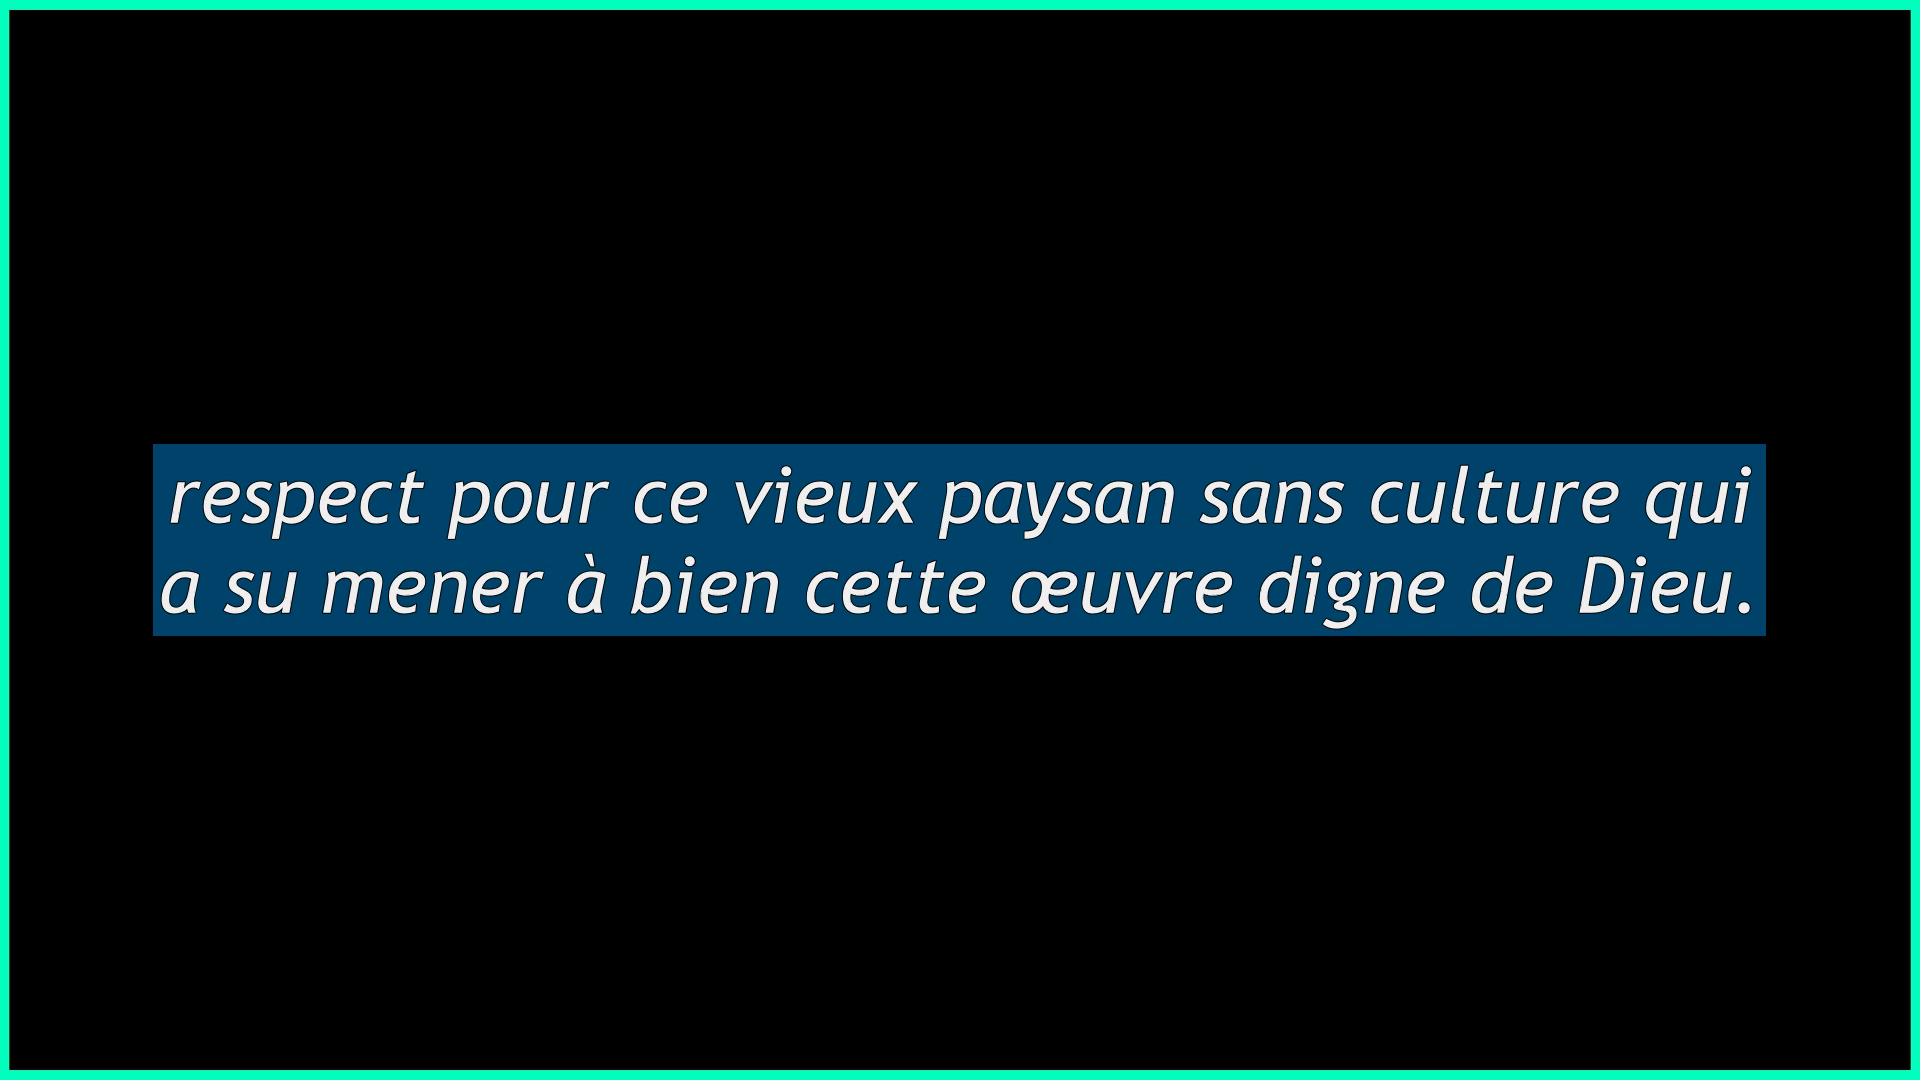 respect pour ce vieux paysan sans culture qui
a su mener à bien cette œuvre digne de Dieu.